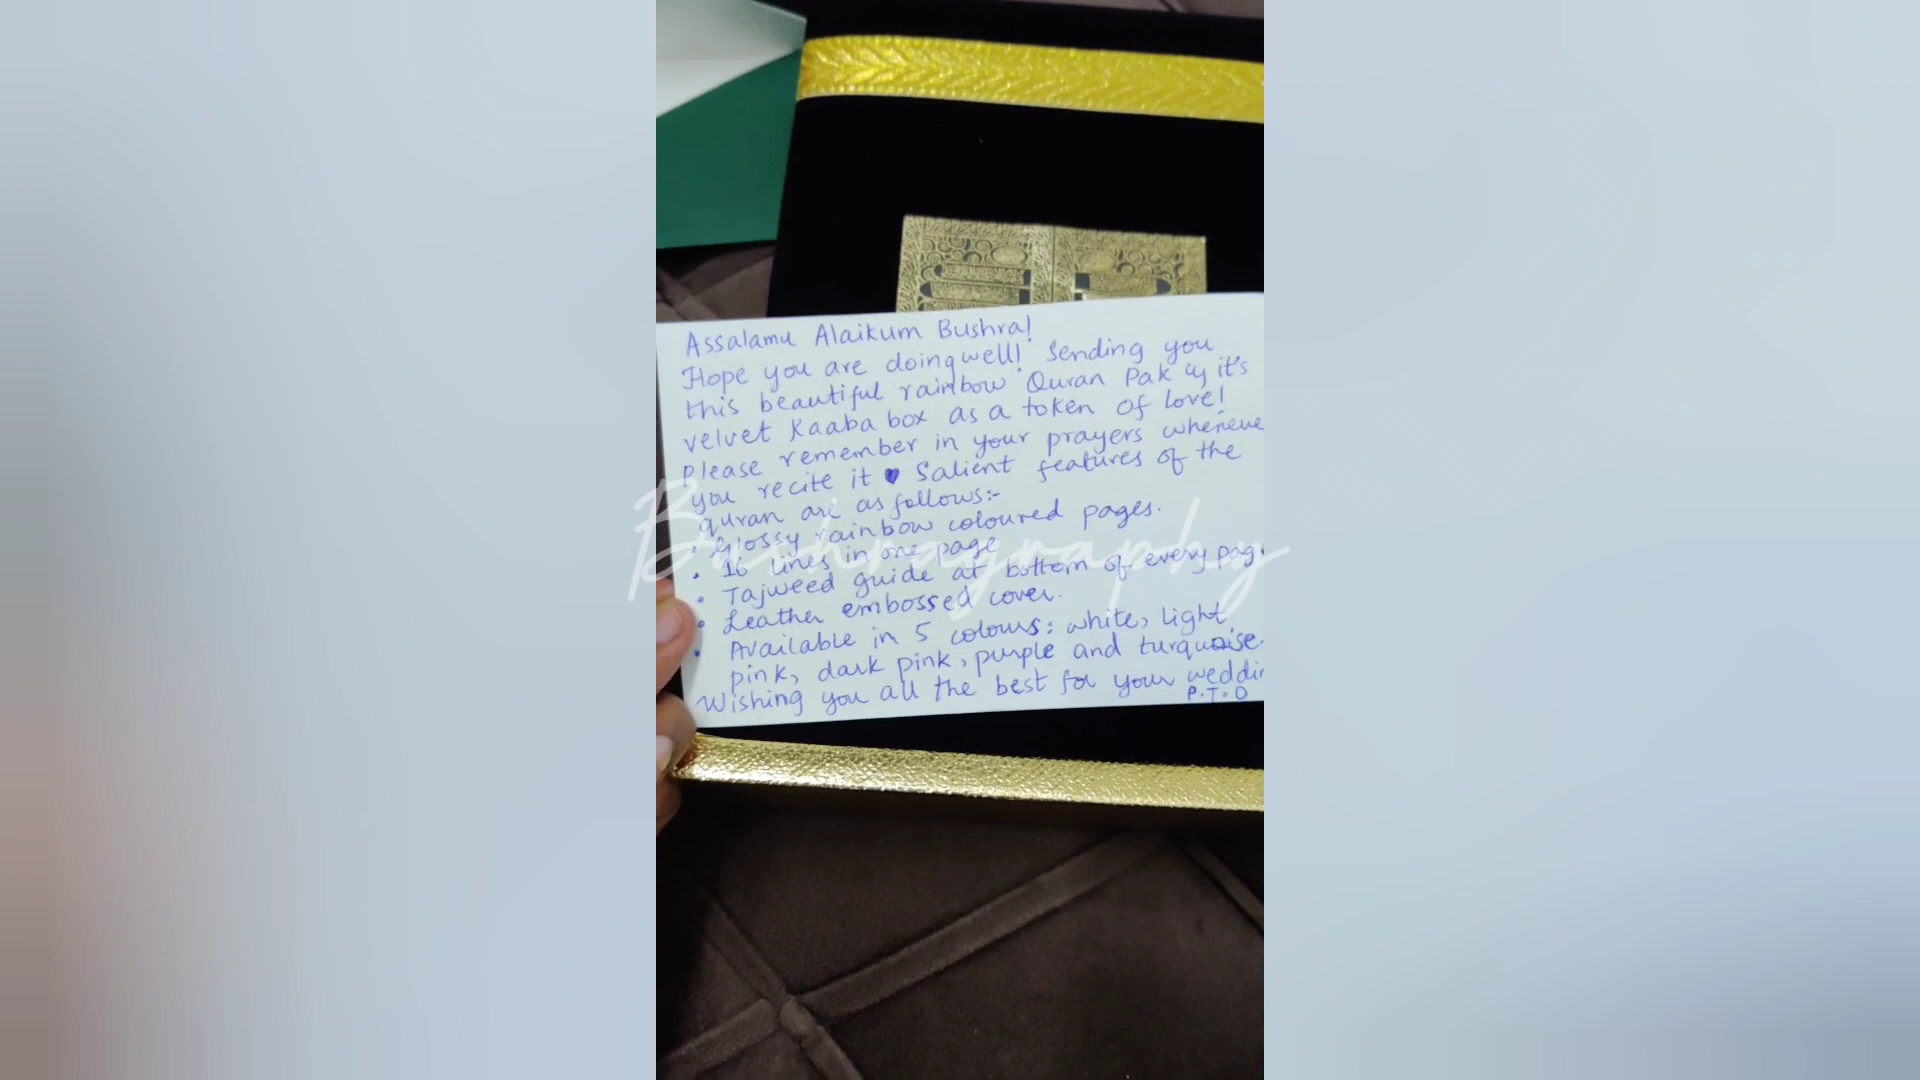 Assalamu Alaikum Bushra!
Hope you are doing well! Sending you
this beautiful rainbow Quran Pak & it's
velvet Kaaba box as a token of love!
Please remember in your prayers wheneve
you recite it ♥ Salient features of the
quran are as follows:-
• Glossy rainbow coloured pages.
• 16 lines in one page
• Tajweed guide at bottom of every pag
• Leather embossed cover.
• Available in 5 colours: white, light
pink, dark pink, purple and turquoise.
Wishing you all the best for your weddin
P.T.O
Bushragraphy